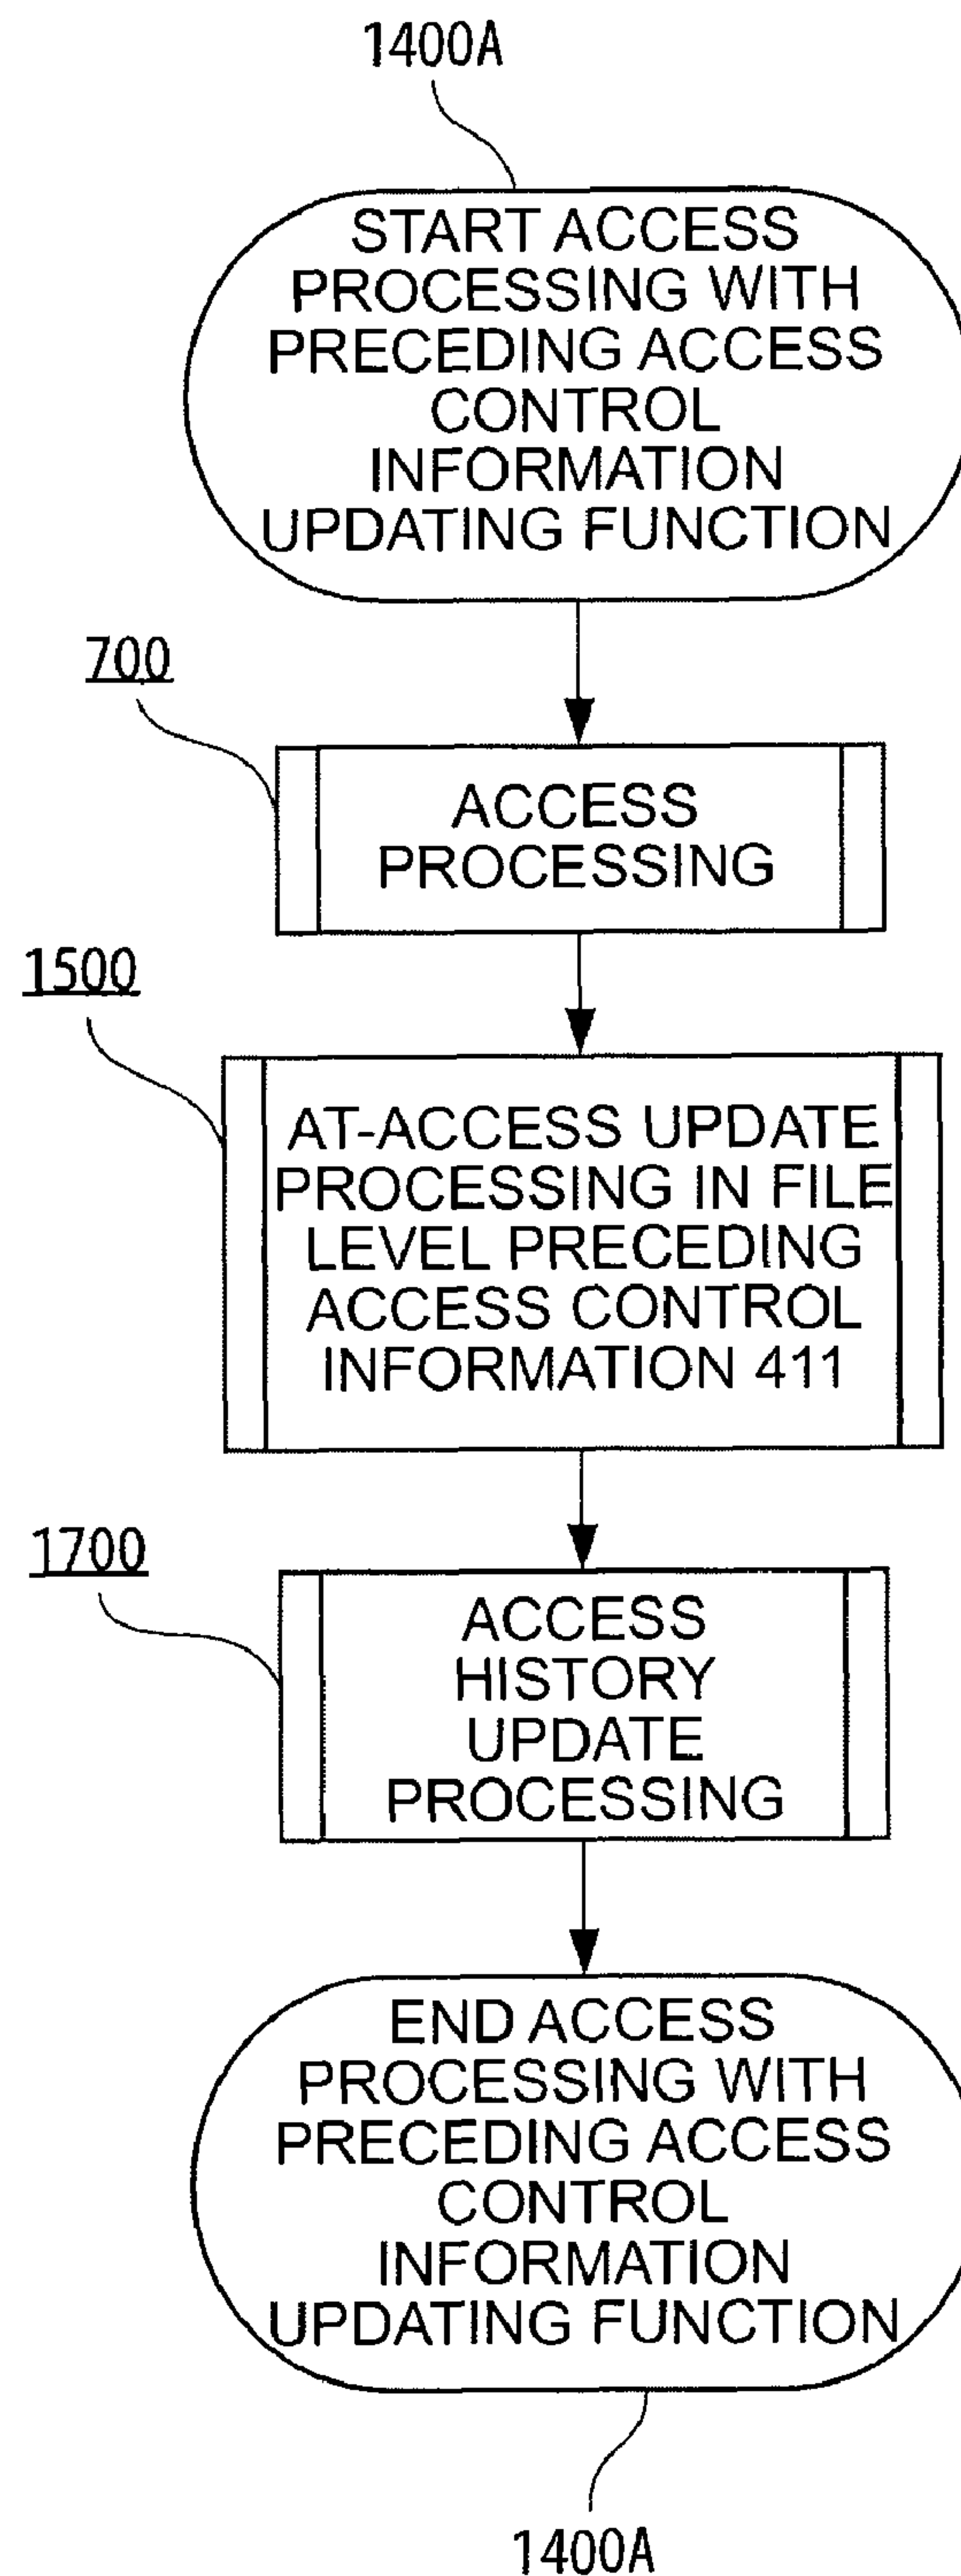 1400A
START ACCESS
PROCESSING WITH
PRECEDING ACCESS
CONTROL
INFORMATION
UPDATING FUNCTION
700
ACCESS
PROCESSING
1500
AT-ACCESS UPDATE
PROCESSING IN FILE
LEVEL PRECEDING
ACCESS CONTROL
INFORMATION 411
1700
ACCESS
HISTORY
UPDATE
PROCESSING
END ACCESS
PROCESSING WITH
PRECEDING ACCESS
CONTROL
INFORMATION
UPDATING FUNCTION
1400A